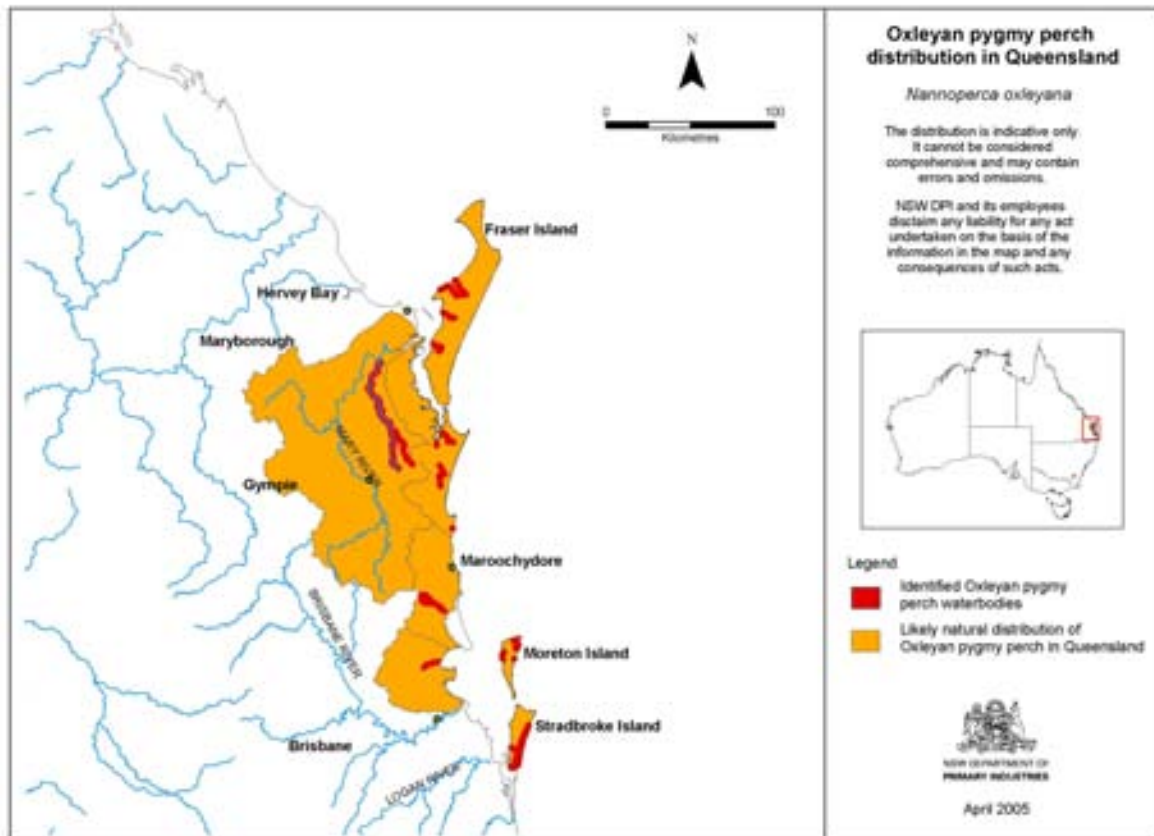 Oxleyan pygmy perch
distribution in Queensland
Nannoperca oxleyana
The distribution is indicative only.
It cannot be considered
comprehensive and may contain
errors and omissions.
NSW DPI and its employees
disclaim any liability for any act
undertaken on the basis of the
information in the map and any
consequences of such acts.
N
0 100
Kilometres
Fraser Island
Hervey Bay
Maryborough
MARY RIVER
Gympie
Maroochydore
BRISBANE RIVER
Moreton Island
Stradbroke Island
Brisbane
LOGAN RIVER
Legend
Identified Oxleyan pygmy
perch waterbodies
Likely natural distribution of
Oxleyan pygmy perch in Queensland
NSW DEPARTMENT OF
PRIMARY INDUSTRIES
April 2005